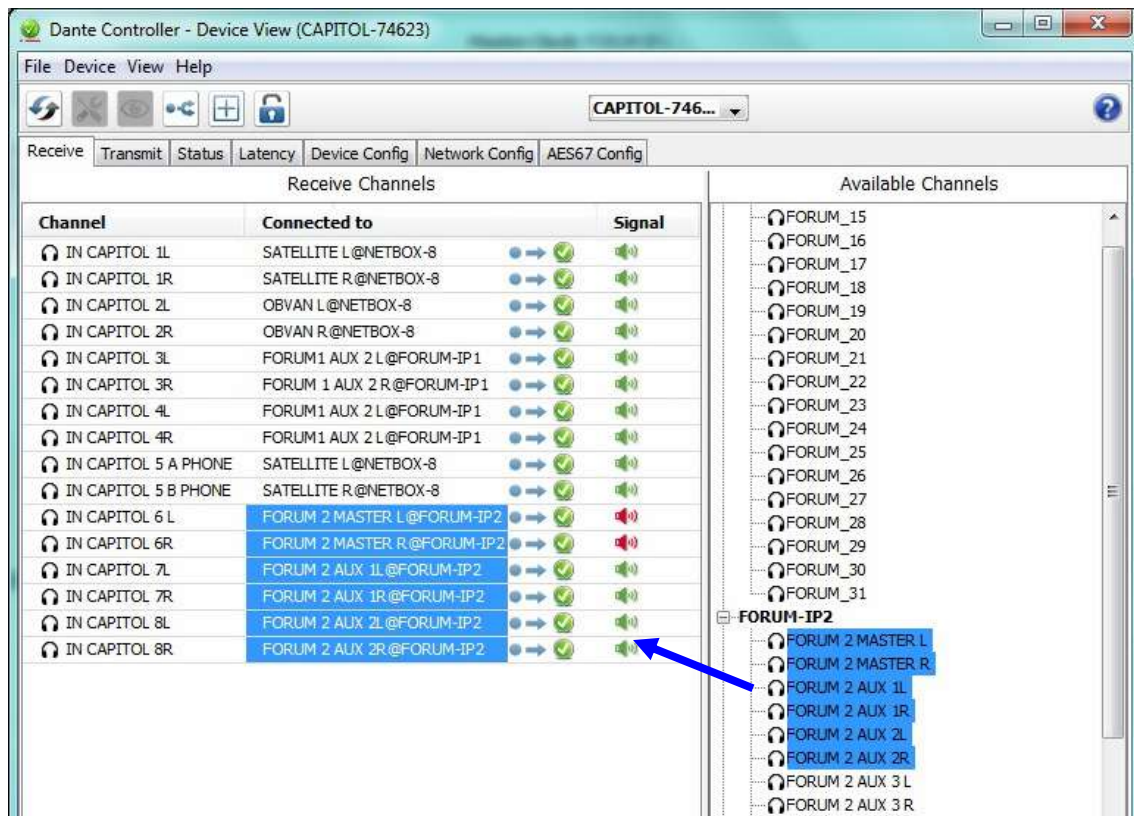 Dante Controller - Device View (CAPITOL-74623)
File Device View Help
CAPITOL-746...
Receive Transmit Status Latency Device Config Network Config AES67 Config
Receive Channels
Channel Connected to Signal
IN CAPITOL 1L SATELLITE L@NETBOX-8
IN CAPITOL 1R SATELLITE R@NETBOX-8
IN CAPITOL 2L OBVAN L@NETBOX-8
IN CAPITOL 2R OBVAN R@NETBOX-8
IN CAPITOL 3L FORUM1 AUX 2 L@FORUM-IP1
IN CAPITOL 3R FORUM 1 AUX 2 R@FORUM-IP1
IN CAPITOL 4L FORUM1 AUX 2 L@FORUM-IP1
IN CAPITOL 4R FORUM1 AUX 2 L@FORUM-IP1
IN CAPITOL 5 A PHONE SATELLITE L@NETBOX-8
IN CAPITOL 5 B PHONE SATELLITE R@NETBOX-8
IN CAPITOL 6 L FORUM 2 MASTER L@FORUM-IP2
IN CAPITOL 6R FORUM 2 MASTER R@FORUM-IP2
IN CAPITOL 7L FORUM 2 AUX 1L@FORUM-IP2
IN CAPITOL 7R FORUM 2 AUX 1R@FORUM-IP2
IN CAPITOL 8L FORUM 2 AUX 2L@FORUM-IP2
IN CAPITOL 8R FORUM 2 AUX 2R@FORUM-IP2
Available Channels
FORUM_15
FORUM_16
FORUM_17
FORUM_18
FORUM_19
FORUM_20
FORUM_21
FORUM_22
FORUM_23
FORUM_24
FORUM_25
FORUM_26
FORUM_27
FORUM_28
FORUM_29
FORUM_30
FORUM_31
FORUM-IP2
FORUM 2 MASTER L
FORUM 2 MASTER R
FORUM 2 AUX 1L
FORUM 2 AUX 1R
FORUM 2 AUX 2L
FORUM 2 AUX 2R
FORUM 2 AUX 3 L
FORUM 2 AUX 3 R